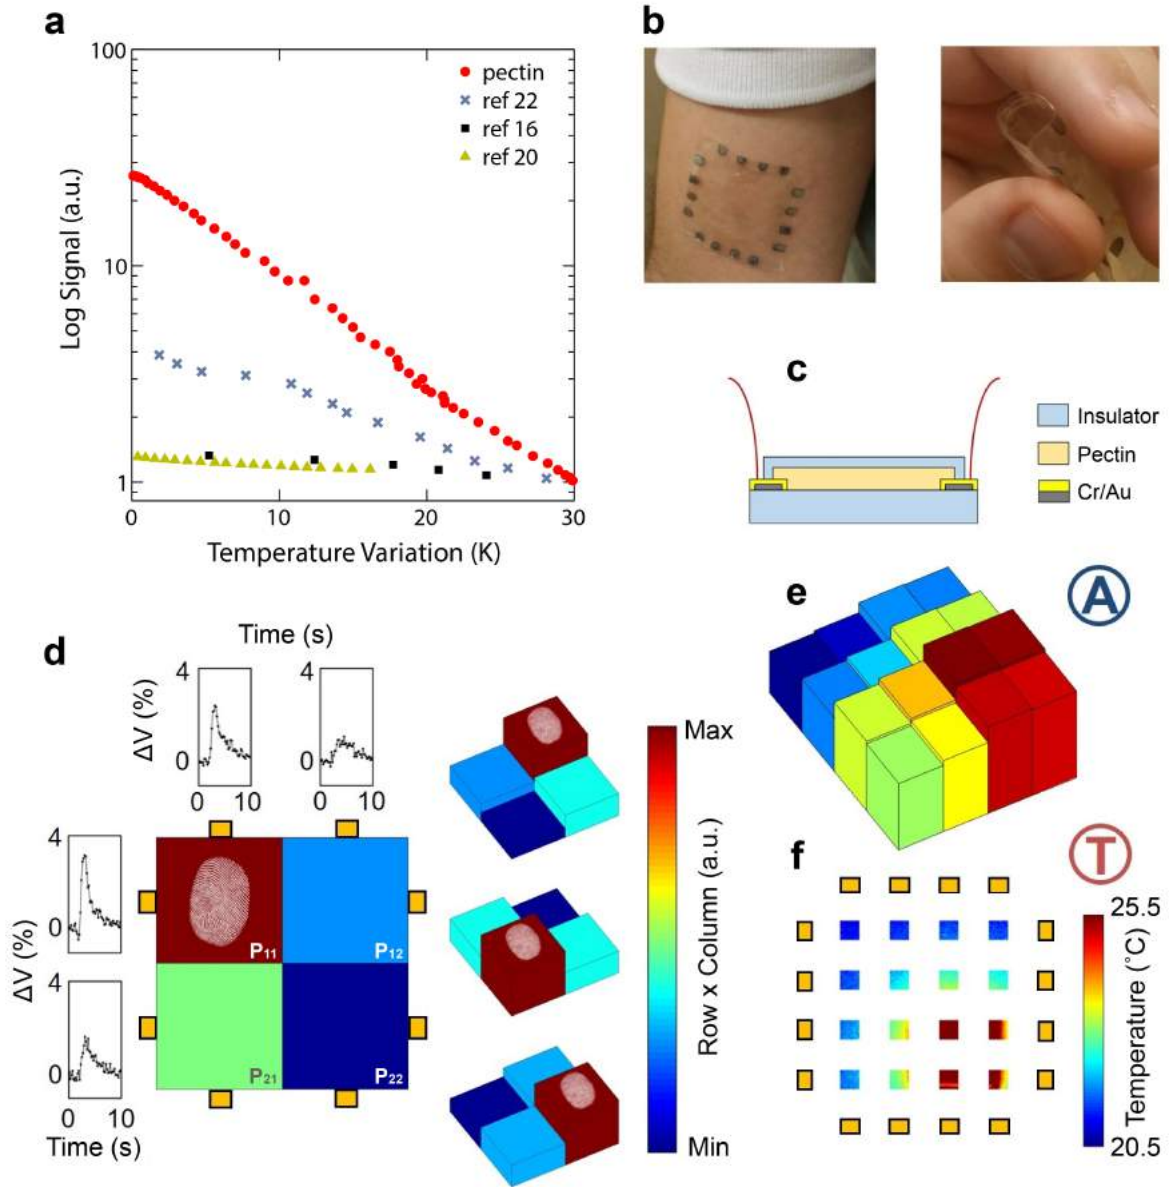 a
100
10
1
Log Signal (a.u.)
pectin
ref 22
ref 16
ref 20
0
10
20
30
Temperature Variation (K)
b
c
Insulator
Pectin
Cr/Au
d
Time (s)
ΔV (%)
4
0
0
10
4
0
0
10
ΔV (%)
4
0
4
0
0
10
Time (s)
P11
P12
P21
P22
Max
Row x Column (a.u.)
Min
e
A
f
T
25.5
Temperature (˚C)
20.5